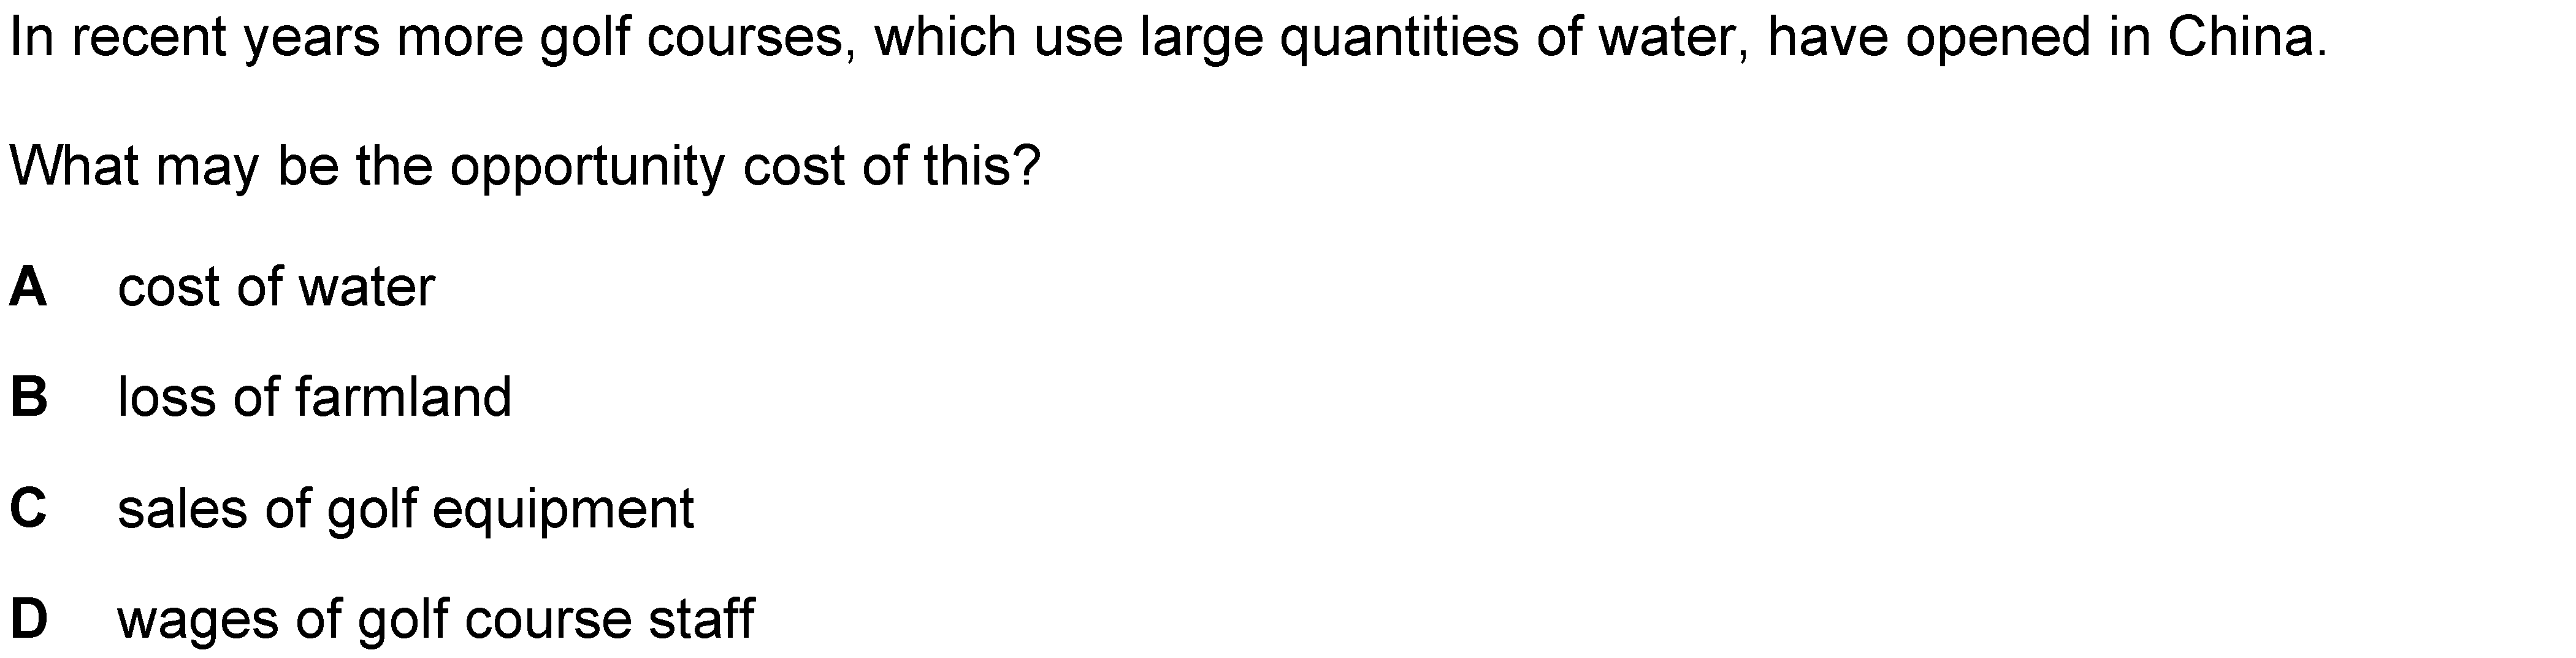 In recent years more golf courses, which use large quantities of water, have opened in China.
What may be the opportunity cost of this?
A cost of water
B loss of farmland
C sales of golf equipment
D wages of golf course staff